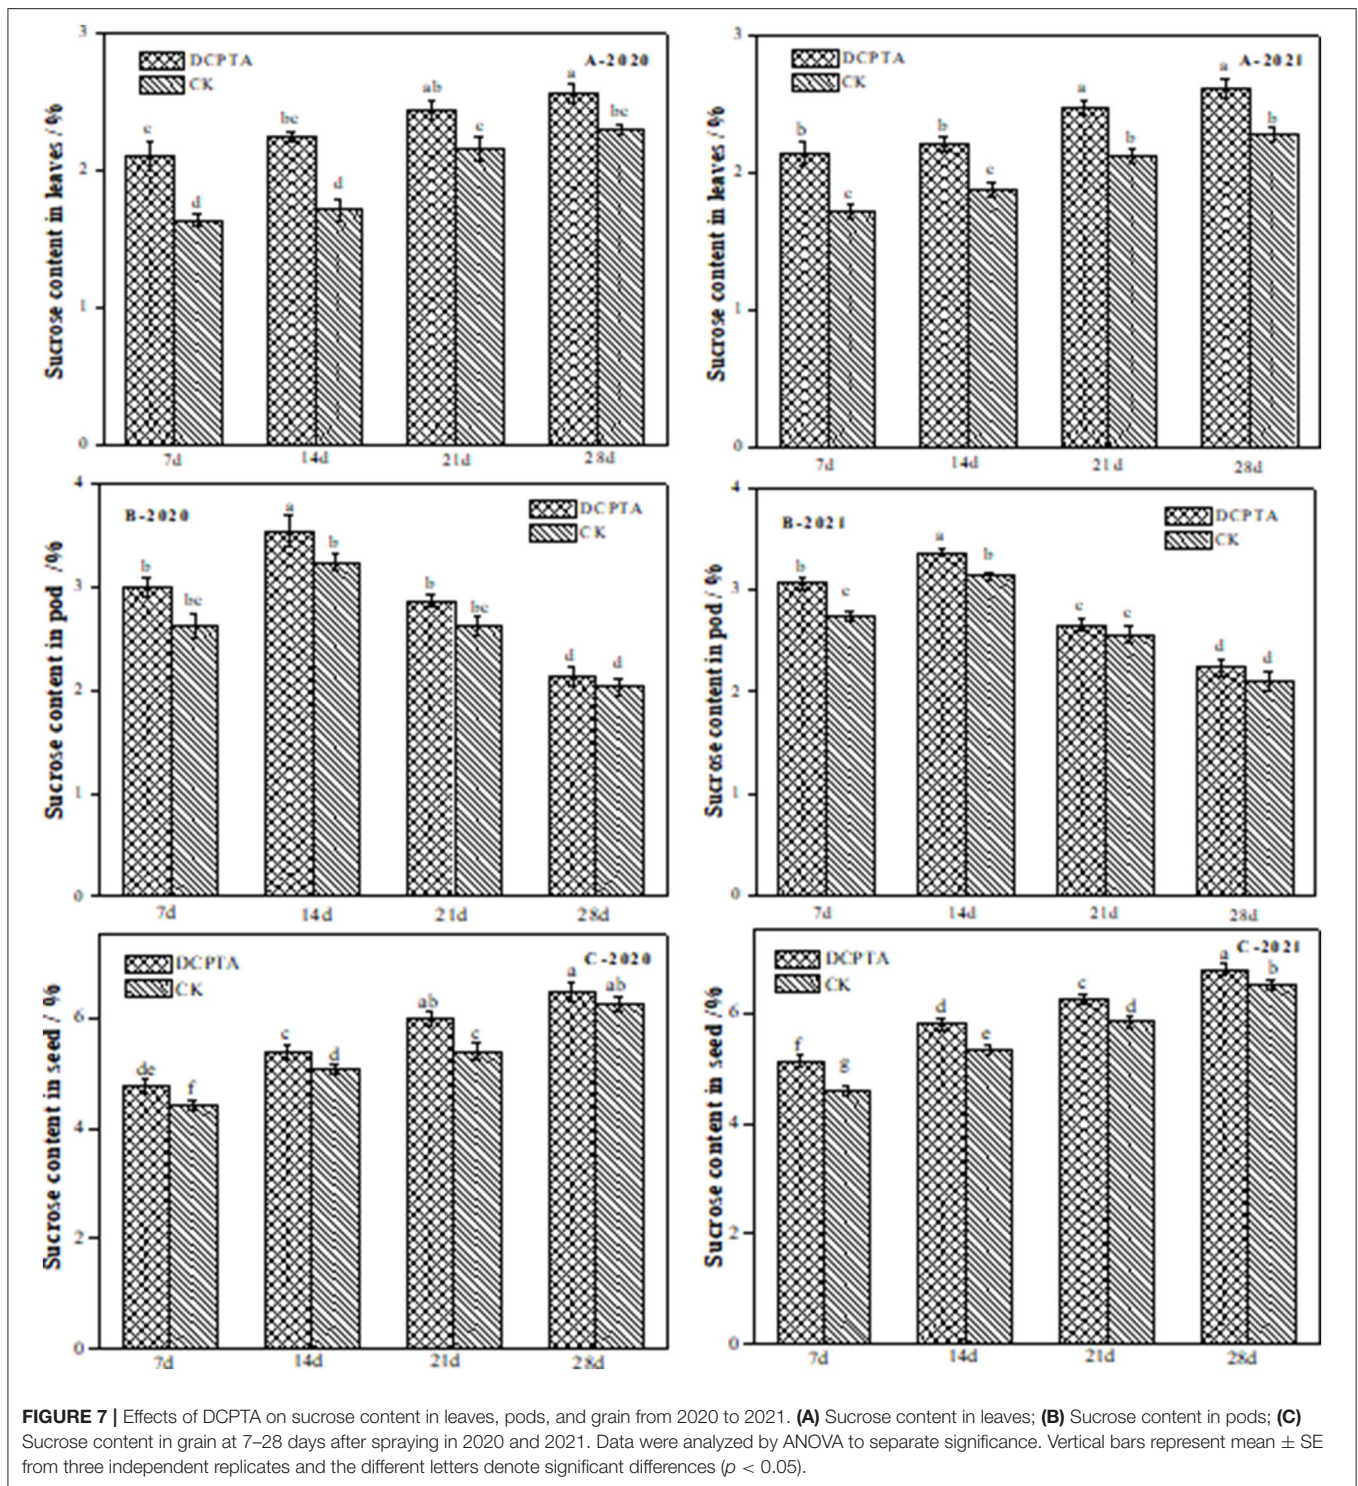 3
2
1
0
Sucrose content in leaves / %
DCPTA
CK
A-2020
c
d
bc
d
ab
c
a
bc
7d
14d
21d
28d
3
2
1
0
Sucrose content in leaves / %
DCPTA
CK
A-2021
b
c
b
c
a
b
a
b
7d
14d
21d
28d
4
3
2
1
0
Sucrose content in pod /%
B-2020
DCPTA
CK
b
bc
a
b
b
bc
d
d
7d
14d
21d
28d
4
3
2
1
0
Sucrose content in pod / %
B-2021
DCPTA
CK
b
c
a
b
c
c
d
d
7d
14d
21d
28d
6
4
2
0
Sucrose content in seed / %
DCPTA
CK
C-2020
de
f
c
d
ab
c
a
ab
7d
14d
21d
28d
6
4
2
0
Sucrose content in seed / %
DCPTA
CK
C-2021
f
g
d
e
c
d
a
b
7d
14d
21d
28d
FIGURE 7 | Effects of DCPTA on sucrose content in leaves, pods, and grain from 2020 to 2021. (A) Sucrose content in leaves; (B) Sucrose content in pods; (C)
Sucrose content in grain at 7–28 days after spraying in 2020 and 2021. Data were analyzed by ANOVA to separate significance. Vertical bars represent mean ± SE
from three independent replicates and the different letters denote significant differences (p < 0.05).